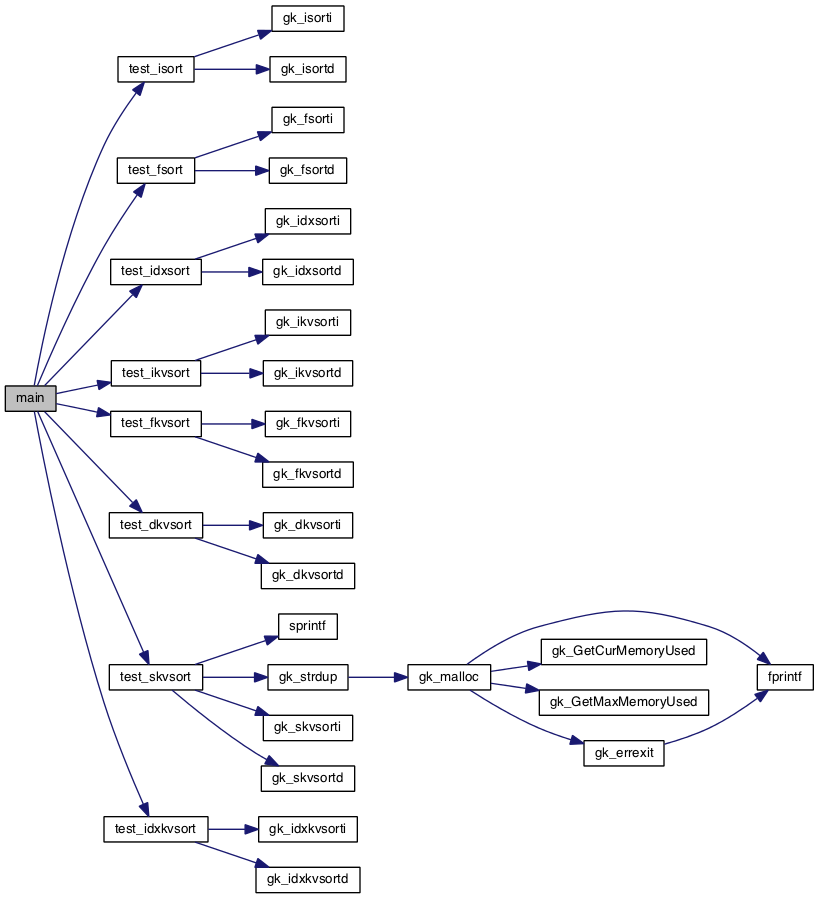 gk_isorti
test_isort
gk_isortd
gk_fsorti
test_fsort
gk_fsortd
gk_idxsorti
test_idxsort
gk_idxsortd
gk_ikvsorti
test_ikvsort
gk_ikvsortd
main
test_fkvsort
gk_fkvsorti
gk_fkvsortd
test_dkvsort
gk_dkvsorti
gk_dkvsortd
sprintf
test_skvsort
gk_strdup
gk_malloc
gk_GetCurMemoryUsed
fprintf
gk_GetMaxMemoryUsed
gk_skvsorti
gk_errexit
gk_skvsortd
test_idxkvsort
gk_idxkvsorti
gk_idxkvsortd